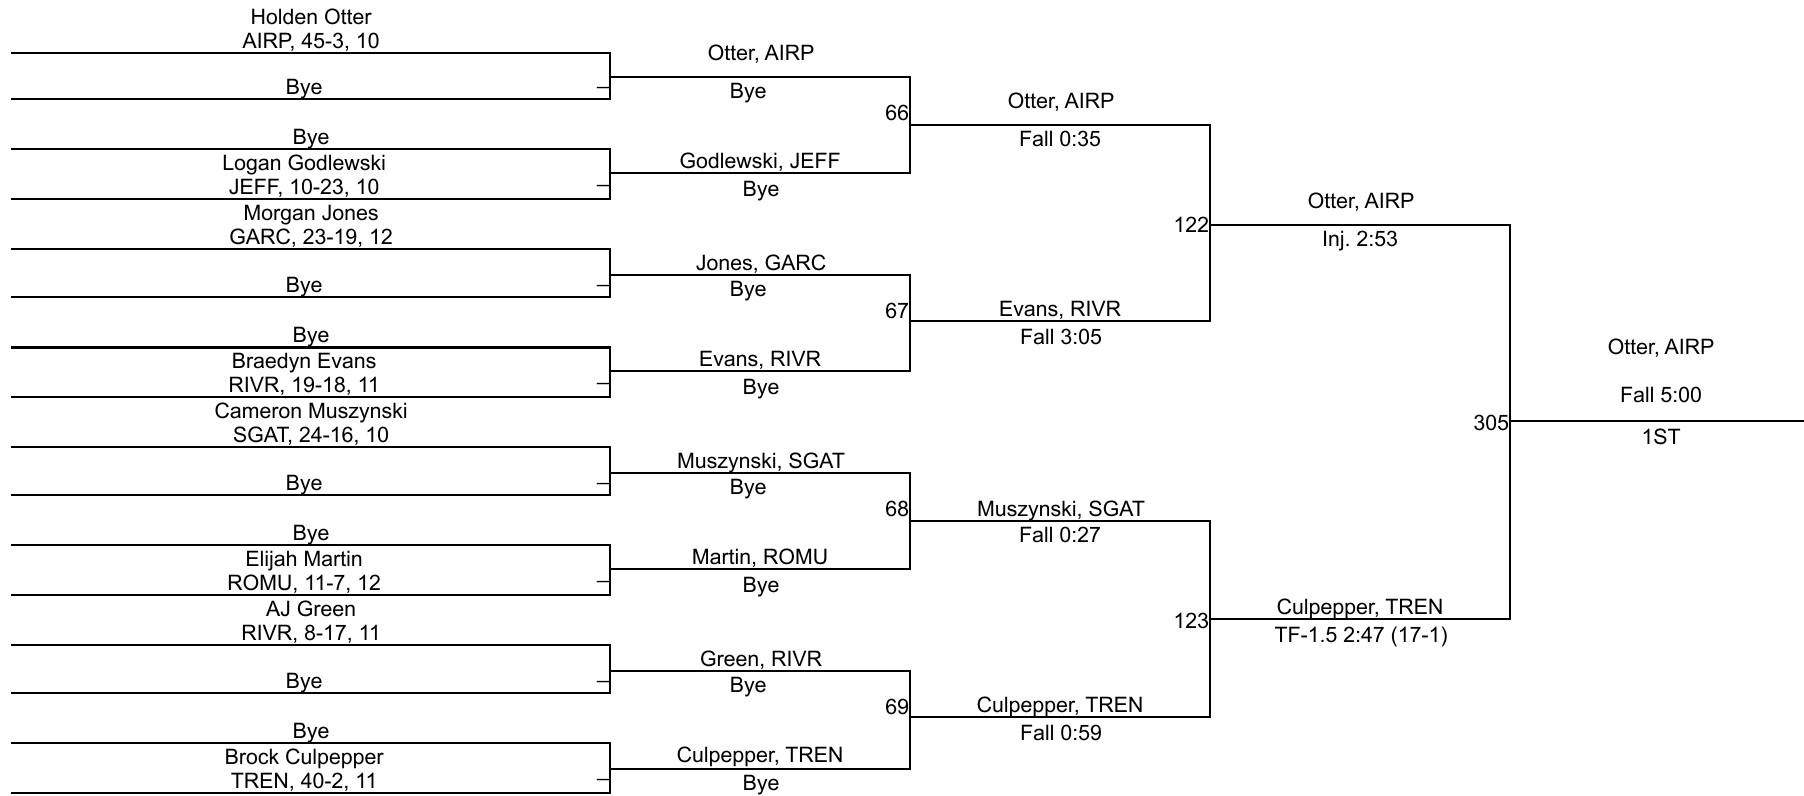 Holden Otter
AIRP, 45-3, 10
Bye
Bye
Logan Godlewski
JEFF, 10-23, 10
Morgan Jones
GARC, 23-19, 12
Bye
Bye
Braedyn Evans
RIVR, 19-18, 11
Cameron Muszynski
SGAT, 24-16, 10
Bye
Bye
Elijah Martin
ROMU, 11-7, 12
AJ Green
RIVR, 8-17, 11
Bye
Bye
Brock Culpepper
TREN, 40-2, 11
Otter, AIRP
Bye
66
Godlewski, JEFF
Bye
Jones, GARC
Bye
67
Evans, RIVR
Bye
Muszynski, SGAT
Bye
68
Martin, ROMU
Bye
Green, RIVR
Bye
69
Culpepper, TREN
Bye
Otter, AIRP
Fall 0:35
122
Evans, RIVR
Fall 3:05
Muszynski, SGAT
Fall 0:27
123
Culpepper, TREN
Fall 0:59
Otter, AIRP
Inj. 2:53
305
Culpepper, TREN
TF-1.5 2:47 (17-1)
Otter, AIRP
Fall 5:00
1ST